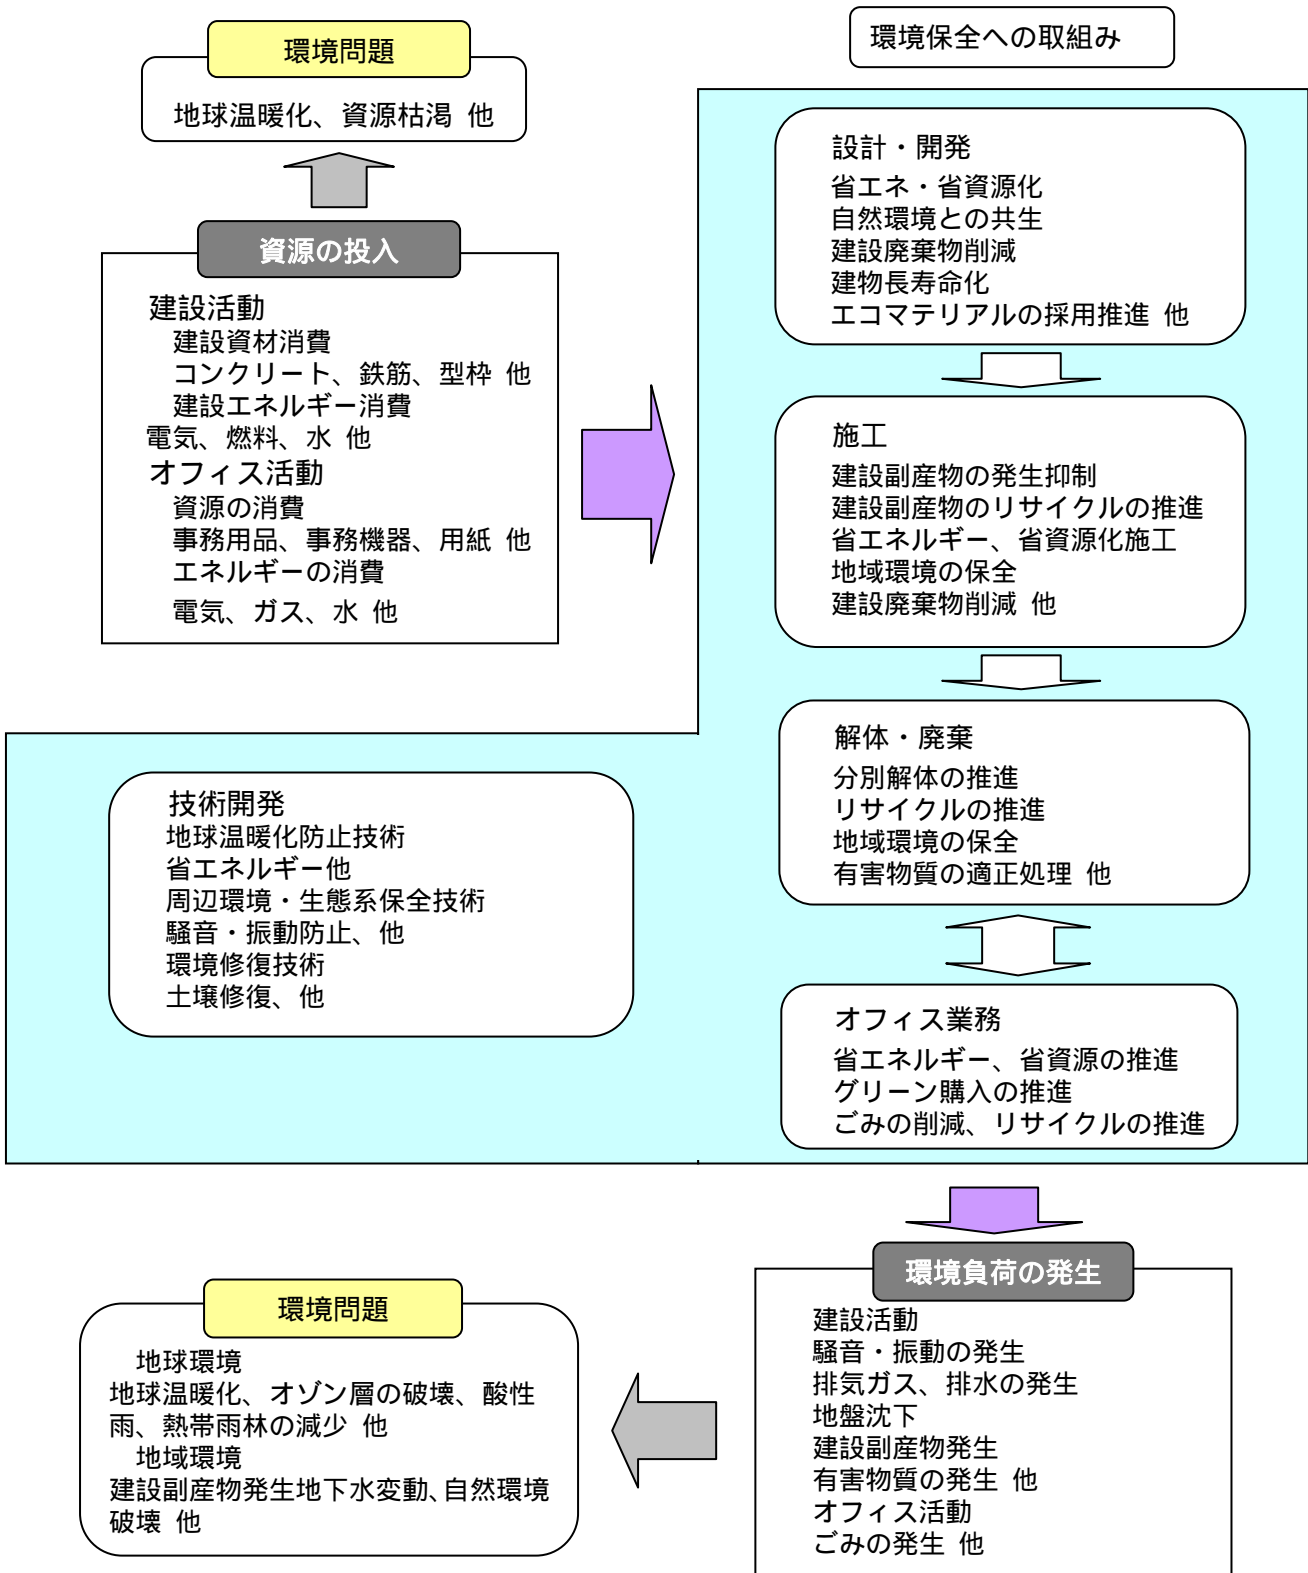 環境問題
地球温暖化、資源枯渇 他
資源の投入
建設活動
建設資材消費
コンクリート、鉄筋、型枠 他
建設エネルギー消費
電気、燃料、水 他
オフィス活動
資源の消費
事務用品、事務機器、用紙 他
エネルギーの消費
電気、ガス、水 他
環境保全への取組み
設計・開発
省エネ・省資源化
自然環境との共生
建設廃棄物削減
建物長寿命化
エコマテリアルの採用推進 他
施工
建設副産物の発生抑制
建設副産物のリサイクルの推進
省エネルギー、省資源化施工
地域環境の保全
建設廃棄物削減 他
解体・廃棄
分別解体の推進
リサイクルの推進
地域環境の保全
有害物質の適正処理 他
技術開発
地球温暖化防止技術
省エネルギー他
周辺環境・生態系保全技術
騒音・振動防止、他
環境修復技術
土壌修復、他
オフィス業務
省エネルギー、省資源の推進
グリーン購入の推進
ごみの削減、リサイクルの推進
環境負荷の発生
建設活動
騒音・振動の発生
排気ガス、排水の発生
地盤沈下
建設副産物発生
有害物質の発生 他
オフィス活動
ごみの発生 他
環境問題
地球環境
地球温暖化、オゾン層の破壊、酸性
雨、熱帯雨林の減少 他
地域環境
建設副産物発生地下水変動、自然環境
破壊 他